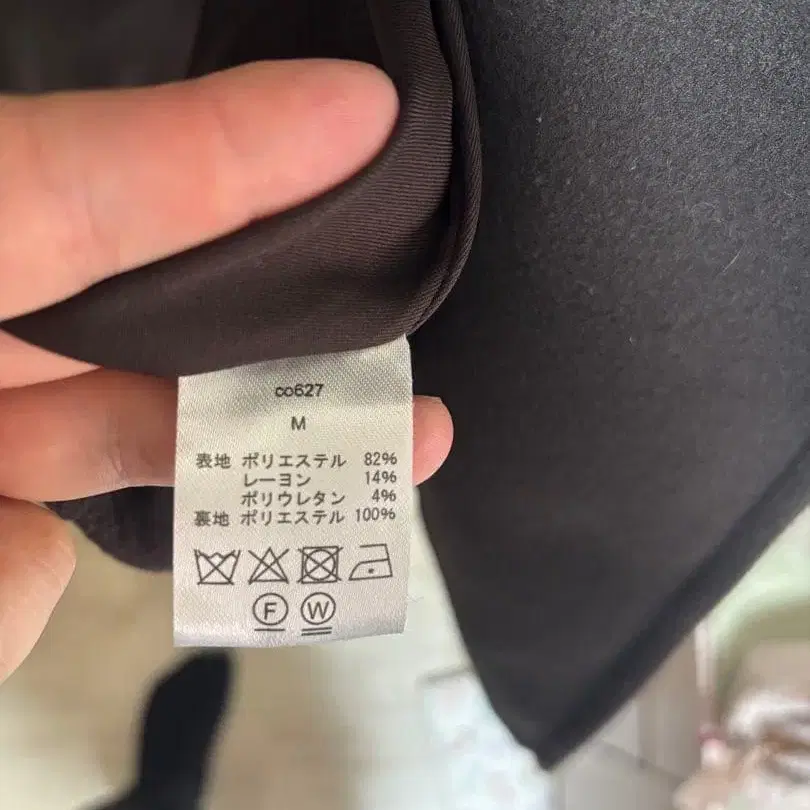 co627
M
表地 ポリエステル 82%
レーヨン 14%
ポリウレタン 4%
裏地 ポリエステル 100%
F W